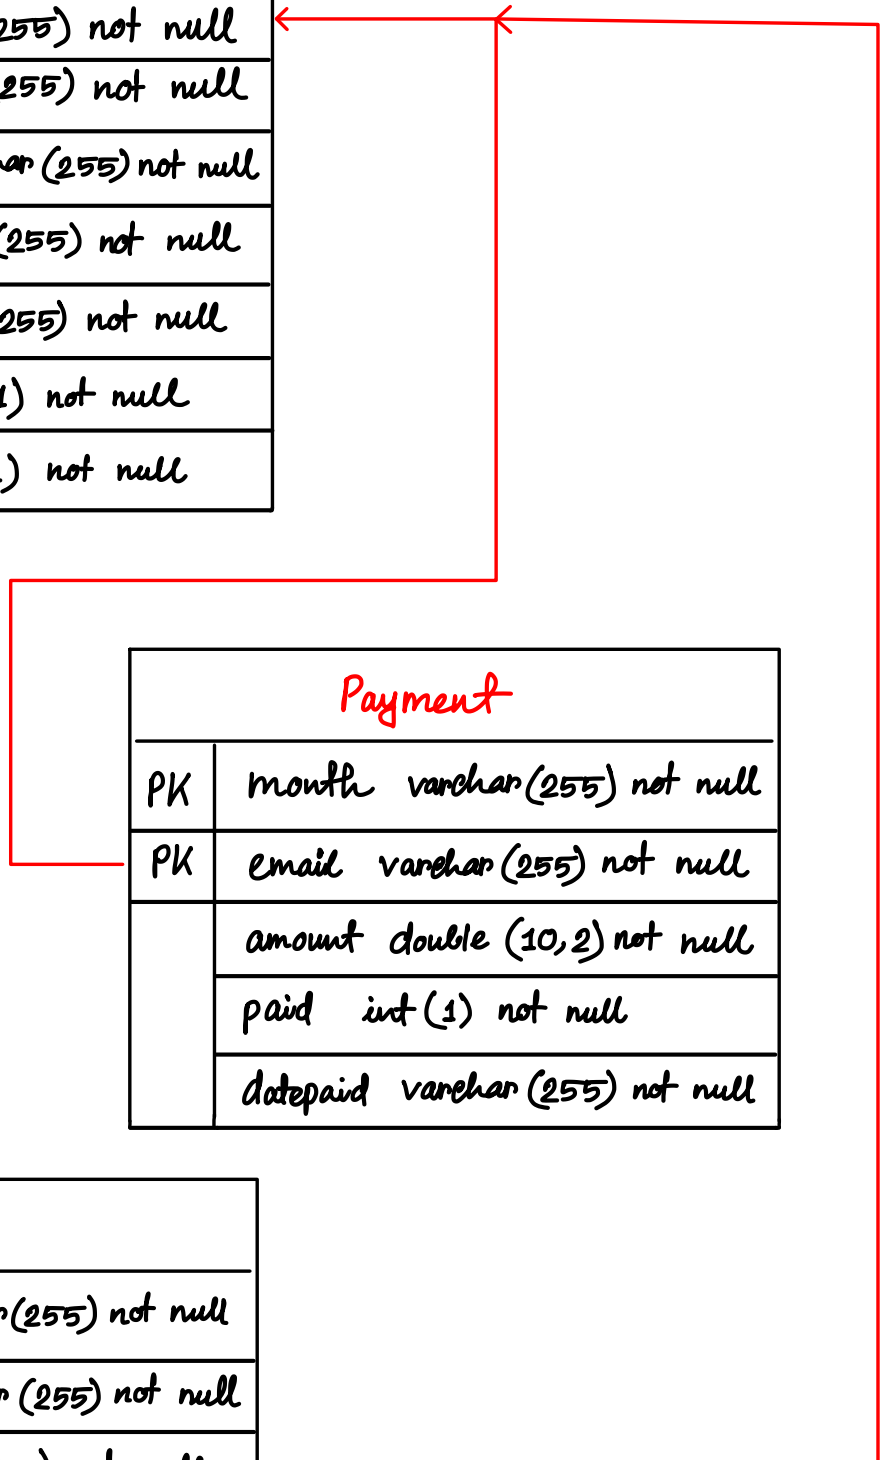 255) not null
255) not null
ar (255) not null
(255) not null
255) not null
1) not null
) not null
Payment
PK month varchar (255) not null
PK email varchar (255) not null
amount double (10,2) not null
paid int (1) not null
datepaid varchar (255) not null
(255) not null
(255) not null